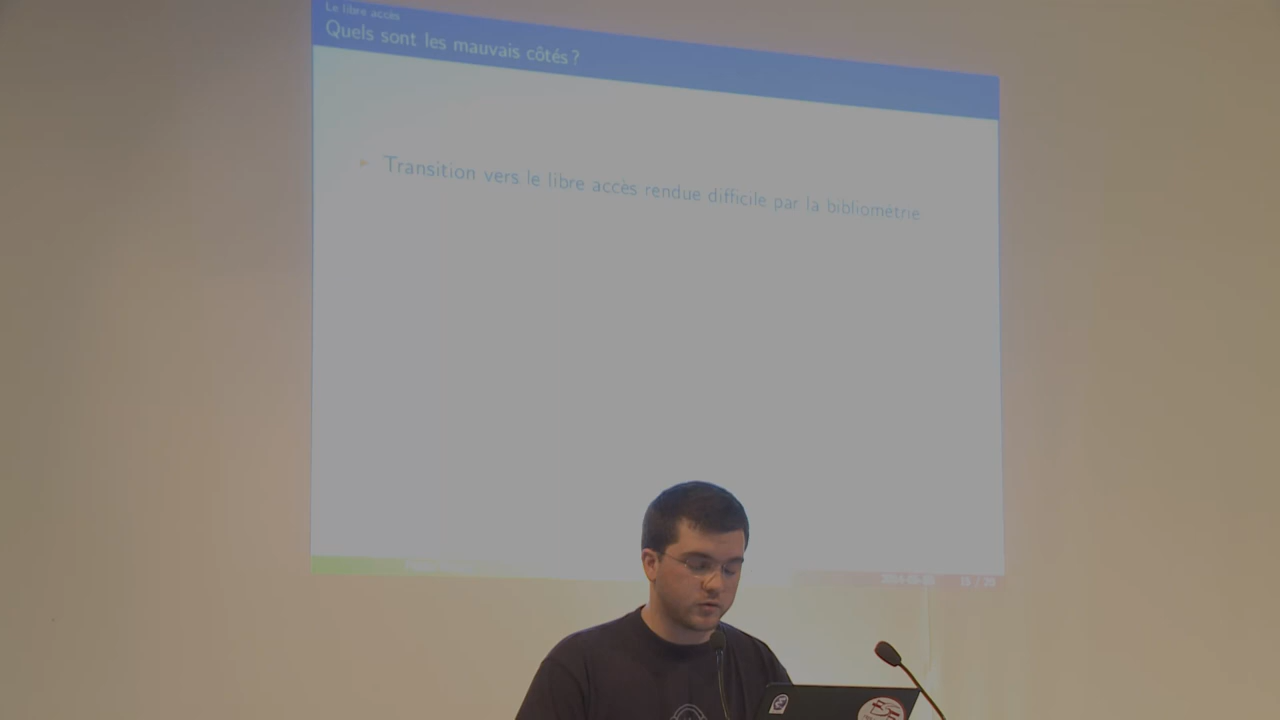 Le libre accès
Quels sont les mauvais côtés ?
Transition vers le libre accès rendue difficile par la bibliométrie